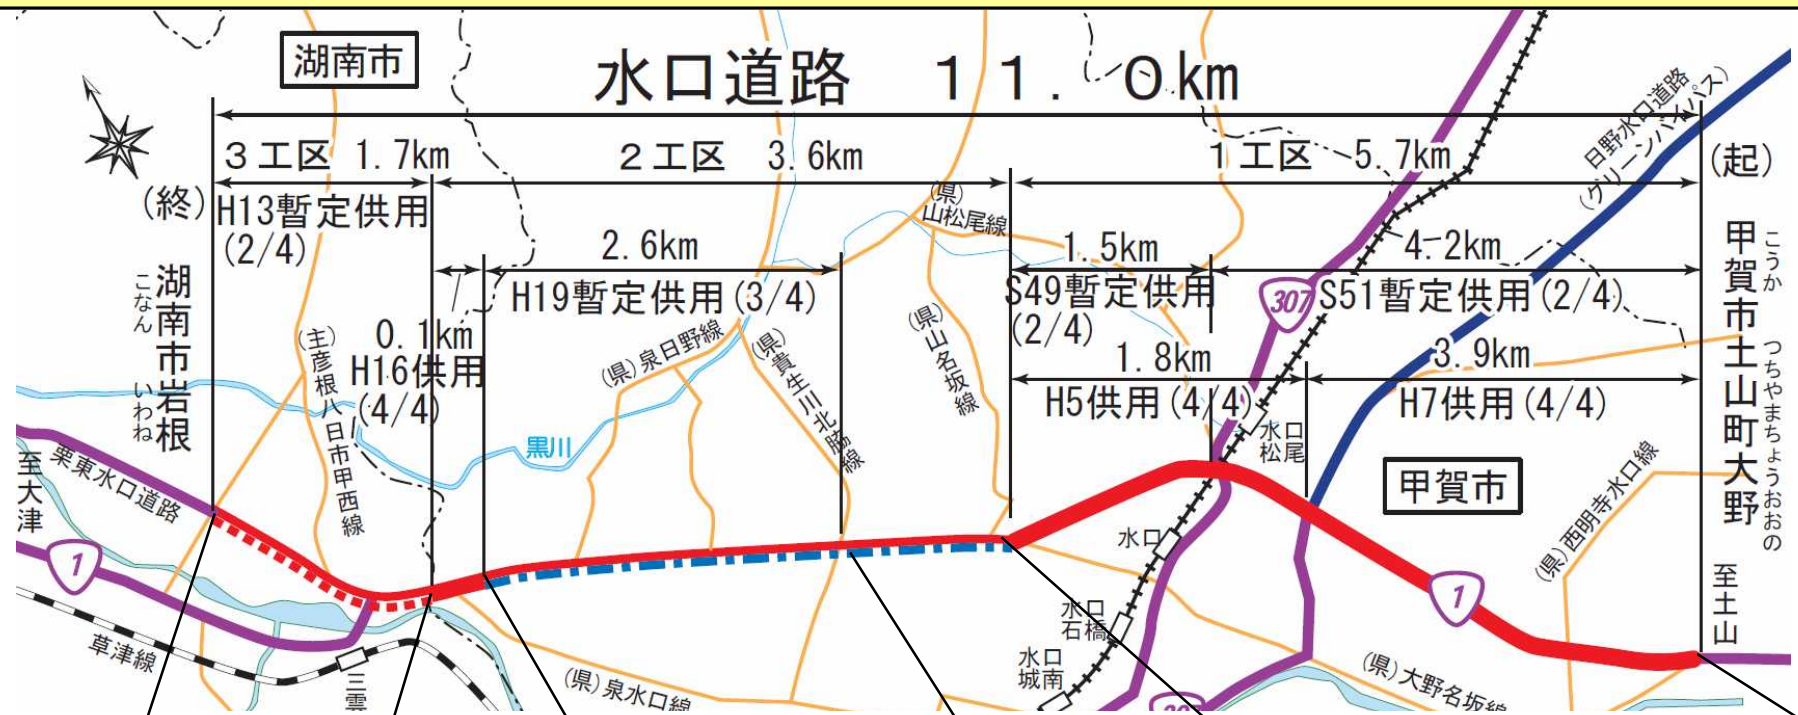 湖南市
水口道路 11.0km
3工区 1.7km
2工区 3.6km
1工区 5.7km
日野水口道路
(グリーンバイパス)
(起)
(終)
H13暫定供用
(2/4)
(県)
山松尾線
2.6km
H19暫定供用(3/4)
1.5km
S49暫定供用
(2/4)
4.2km
S51暫定供用(2/4)
307
甲賀市土山町大野
こうか つちやまちょうおおの
湖南市岩根
こなん いわね
0.1km
H16供用
(4/4)
1.8km
H5供用(4/4)
3.9km
H7供用(4/4)
(主)彦根八日市甲西線
(県)泉日野線
(県)貴生川北脇線
(県)山名坂線
黒川
水口
松尾
甲賀市
(県)西明寺水口線
至大津
栗東水口道路
1
水口
1
至土山
水口
石橋
草津線
三雲
(県)泉水口線
水口
城南
(県)大野名坂線
307